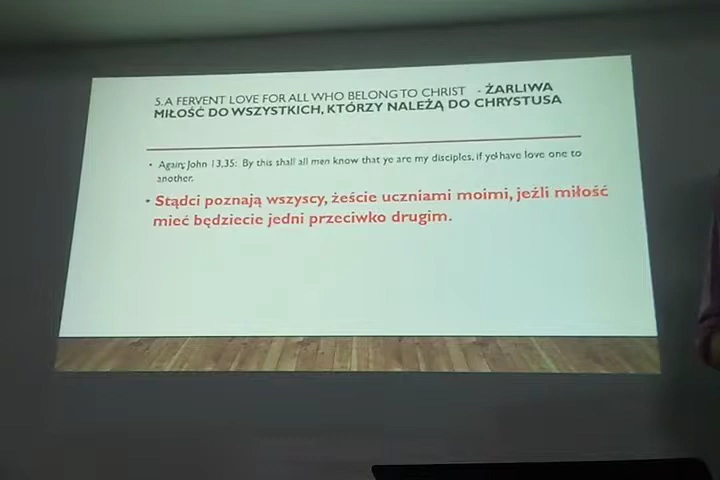 5. A FERVENT LOVE FOR ALL WHO BELONG TO CHRIST - ŻARLIWA
MIŁOŚĆ DO WSZYSTKICH, KTÓRZY NALEŻĄ DO CHRYSTUSA
• Again; John 13,35: By this shall all men know that ye are my disciples, if ye have love one to
another.
• Stądci poznają wszyscy, żeście uczniami moimi, jeźli miłość
mieć będziecie jedni przeciwko drugim.